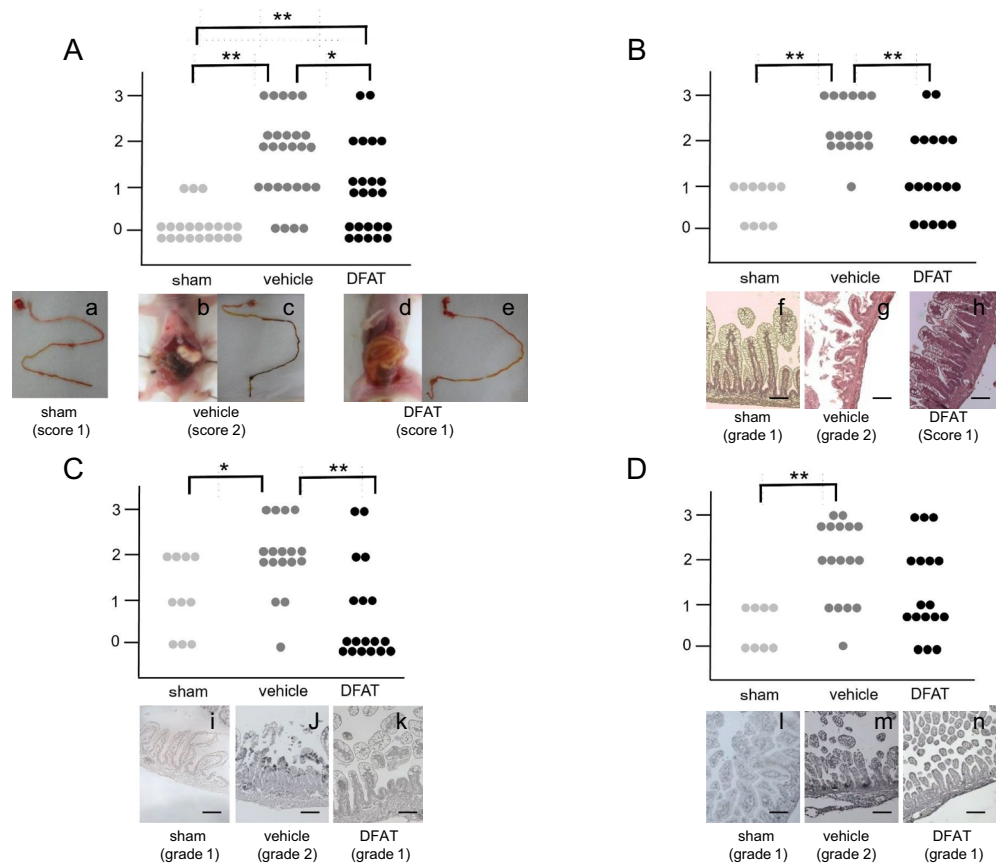 A
**
**
*
3
2
1
0
sham
vehicle
DFAT
a
b
c
d
e
sham
(score 1)
vehicle
(score 2)
DFAT
(score 1)
B
**
**
3
2
1
0
sham
vehicle
DFAT
f
g
h
sham
(grade 1)
vehicle
(grade 2)
DFAT
(Score 1)
C
*
**
3
2
1
0
sham
vehicle
DFAT
i
J
k
sham
(grade 1)
vehicle
(grade 2)
DFAT
(grade 1)
D
**
3
2
1
0
sham
vehicle
DFAT
l
m
n
sham
(grade 1)
vehicle
(grade 2)
DFAT
(grade 1)